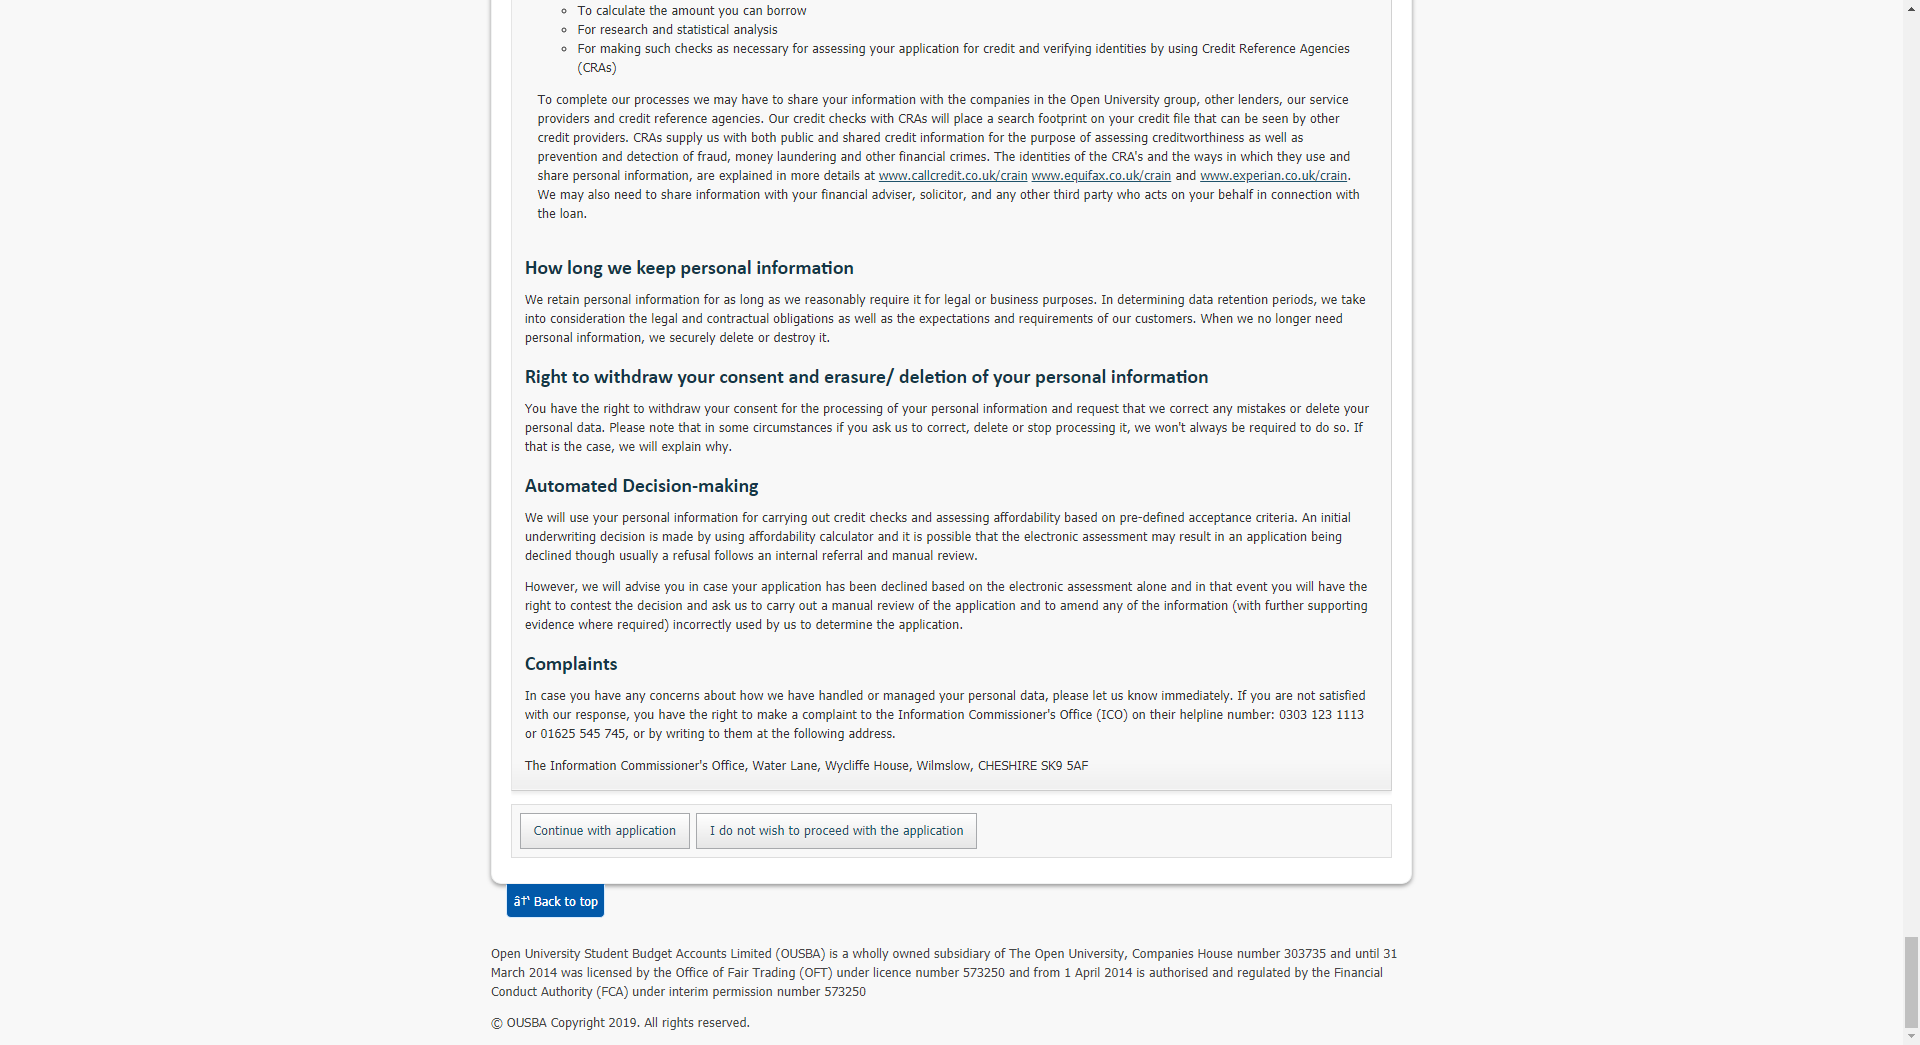 To calculate the amount you can borrow
For research and statistical analysis
For making such checks as necessary for assessing your application for credit and verifying identities by using Credit Reference Agencies
(CRAs)
To complete our processes we may have to share your information with the companies in the Open University group, other lenders, our service
providers and credit reference agencies. Our credit checks with CRAs will place a search footprint on your credit file that can be seen by other
credit providers. CRAs supply us with both public and shared credit information for the purpose of assessing creditworthiness as well as
prevention and detection of fraud, money laundering and other financial crimes. The identities of the CRA's and the ways in which they use and
share personal information, are explained in more details at www.callcredit.co.uk/crain www.equifax.co.uk/crain and www.experian.co.uk/crain.
We may also need to share information with your financial adviser, solicitor, and any other third party who acts on your behalf in connection with
the loan.
How long we keep personal information
We retain personal information for as long as we reasonably require it for legal or business purposes. In determining data retention periods, we take
into consideration the legal and contractual obligations as well as the expectations and requirements of our customers. When we no longer need
personal information, we securely delete or destroy it.
Right to withdraw your consent and erasure/ deletion of your personal information
You have the right to withdraw your consent for the processing of your personal information and request that we correct any mistakes or delete your
personal data. Please note that in some circumstances if you ask us to correct, delete or stop processing it, we won't always be required to do so. If
that is the case, we will explain why.
Automated Decision-making
We will use your personal information for carrying out credit checks and assessing affordability based on pre-defined acceptance criteria. An initial
underwriting decision is made by using affordability calculator and it is possible that the electronic assessment may result in an application being
declined though usually a refusal follows an internal referral and manual review.
However, we will advise you in case your application has been declined based on the electronic assessment alone and in that event you will have the
right to contest the decision and ask us to carry out a manual review of the application and to amend any of the information (with further supporting
evidence where required) incorrectly used by us to determine the application.
Complaints
In case you have any concerns about how we have handled or managed your personal data, please let us know immediately. If you are not satisfied
with our response, you have the right to make a complaint to the Information Commissioner's Office (ICO) on their helpline number: 0303 123 1113
or 01625 545 745, or by writing to them at the following address.
The Information Commissioner's Office, Water Lane, Wycliffe House, Wilmslow, CHESHIRE SK9 5AF
Continue with application
I do not wish to proceed with the application
â†‘ Back to top
Open University Student Budget Accounts Limited (OUSBA) is a wholly owned subsidiary of The Open University, Companies House number 303735 and until 31
March 2014 was licensed by the Office of Fair Trading (OFT) under licence number 573250 and from 1 April 2014 is authorised and regulated by the Financial
Conduct Authority (FCA) under interim permission number 573250
© OUSBA Copyright 2019. All rights reserved.